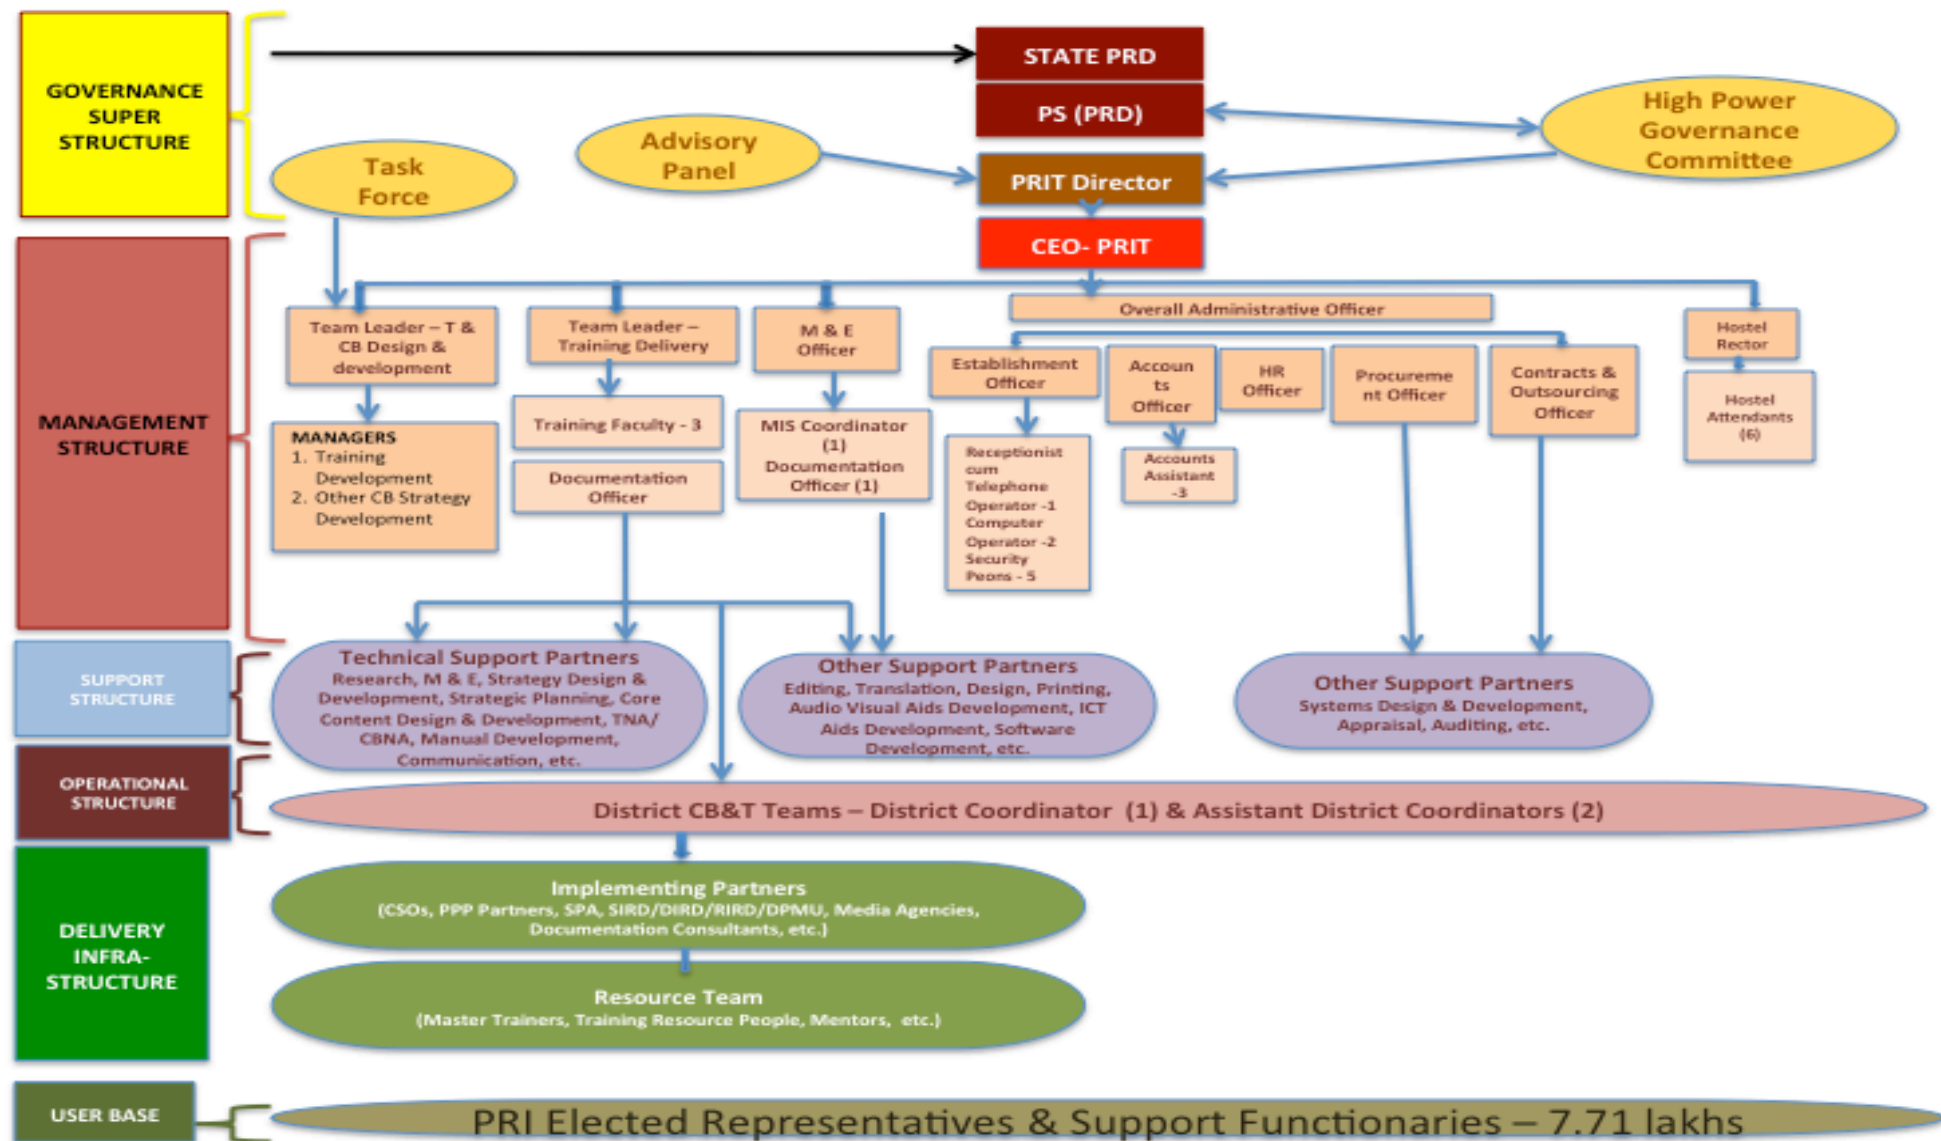 GOVERNANCE
SUPER
STRUCTURE
STATE PRD
PS (PRD)
High Power
Governance
Committee
Advisory
Panel
Task
Force
PRIT Director
CEO- PRIT
MANAGEMENT
STRUCTURE
Team Leader – T &
CB Design &
development
Team Leader –
Training Delivery
M & E
Officer
Overall Administrative Officer
Hostel
Rector
Establishment
Officer
Accoun
ts
Officer
HR
Officer
Procureme
nt Officer
Contracts &
Outsourcing
Officer
Hostel
Attendants
(6)
MANAGERS
1. Training
Development
2. Other CB Strategy
Development
Training Faculty - 3
Documentation
Officer
MIS Coordinator
(1)
Documentation
Officer (1)
Receptionist
cum
Telephone
Operator -1
Computer
Operator -2
Security
Peons - 5
Accounts
Assistant
-3
SUPPORT
STRUCTURE
Technical Support Partners
Research, M & E, Strategy Design &
Development, Strategic Planning, Core
Content Design & Development, TNA/
CBNA, Manual Development,
Communication, etc.
Other Support Partners
Editing, Translation, Design, Printing,
Audio Visual Aids Development, ICT
Aids Development, Software
Development, etc.
Other Support Partners
Systems Design & Development,
Appraisal, Auditing, etc.
OPERATIONAL
STRUCTURE
District CB&T Teams – District Coordinator (1) & Assistant District Coordinators (2)
DELIVERY
INFRA-
STRUCTURE
Implementing Partners
(CSOs, PPP Partners, SPA, SIRD/DIRD/RIRD/DPMU, Media Agencies,
Documentation Consultants, etc.)
Resource Team
(Master Trainers, Training Resource People, Mentors, etc.)
USER BASE
PRI Elected Representatives & Support Functionaries – 7.71 lakhs